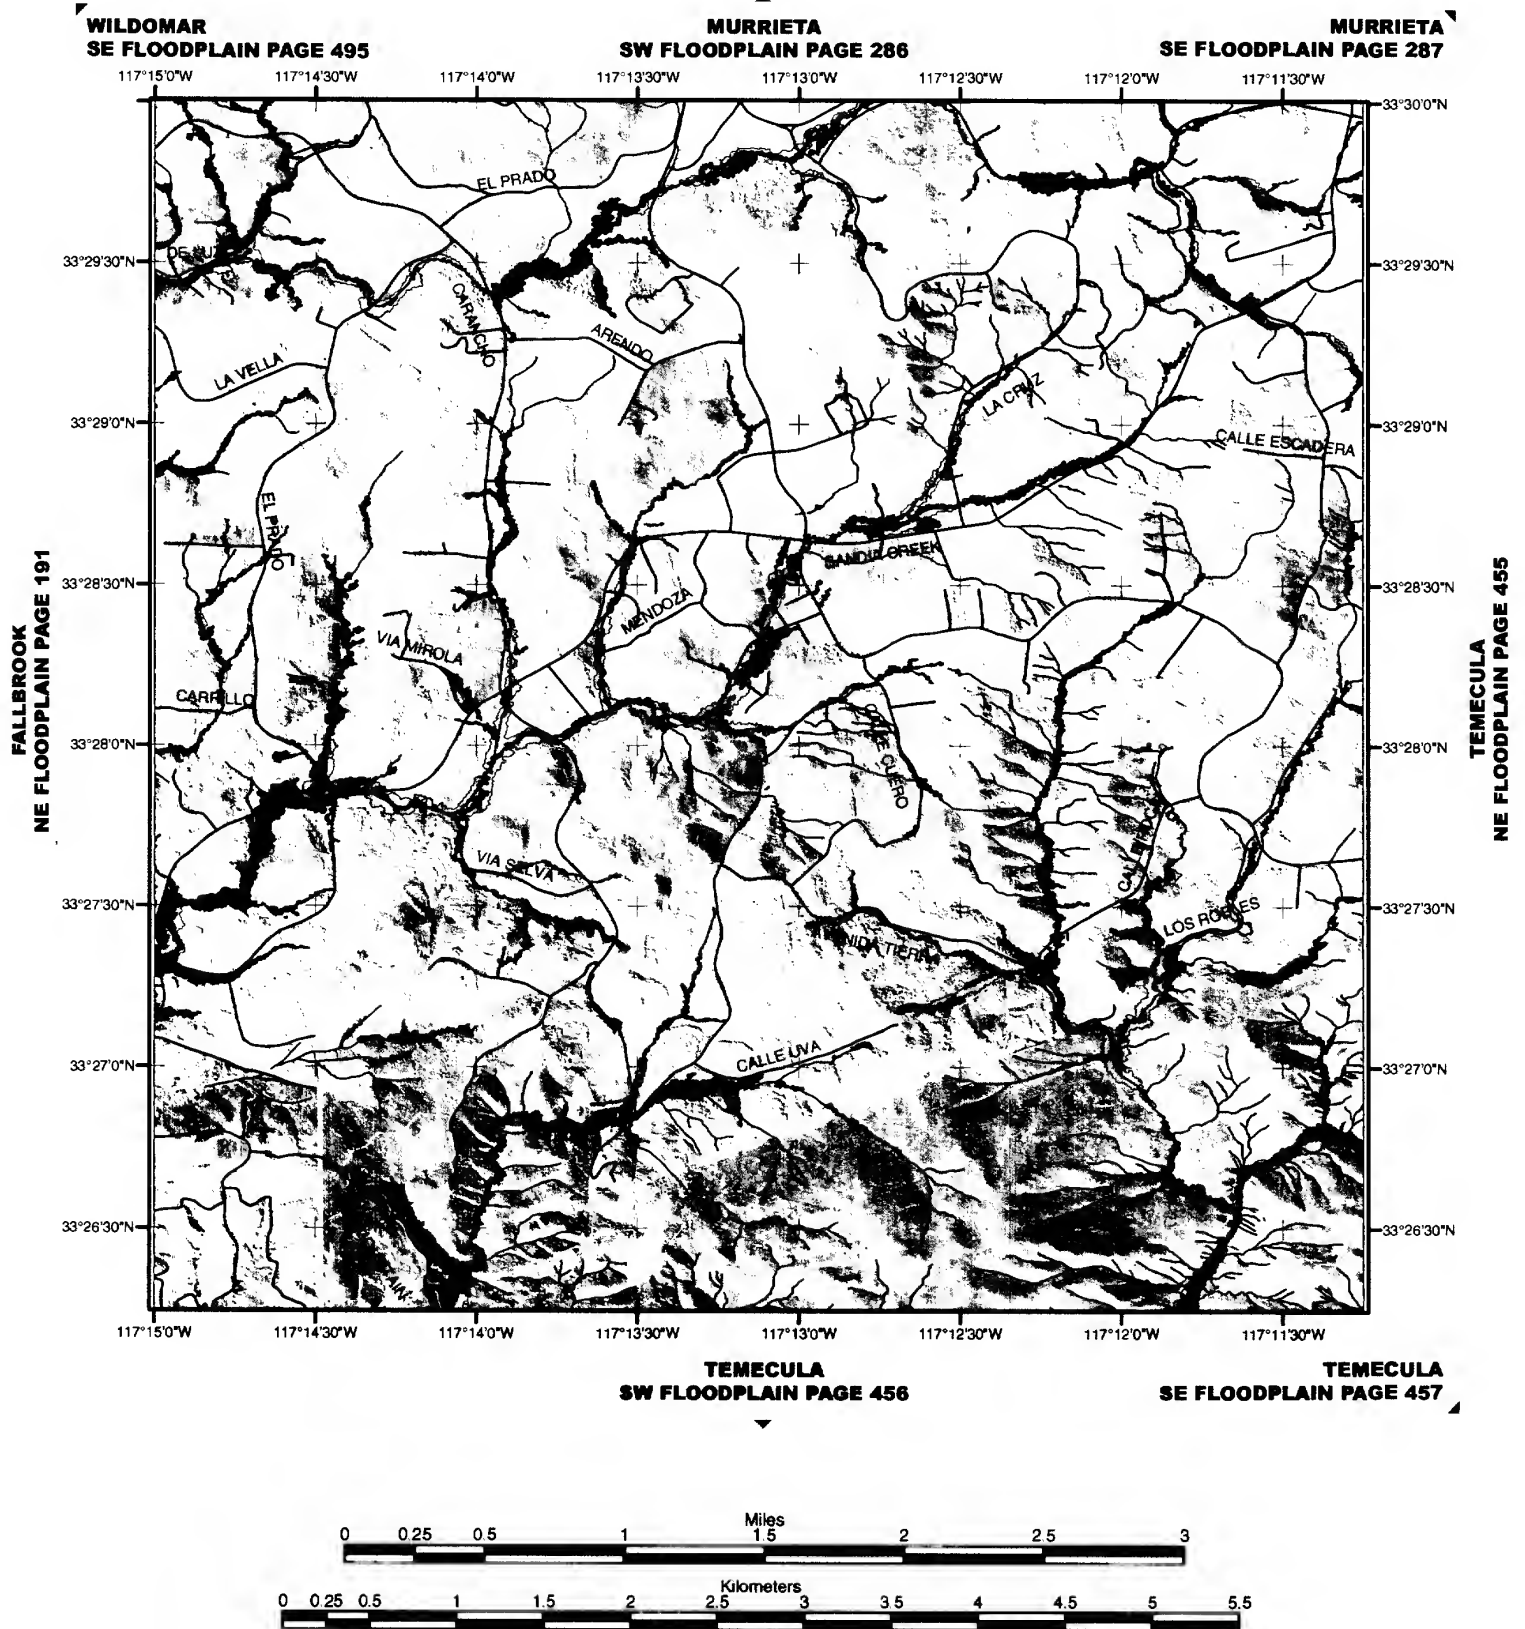 WILDOMAR
SE FLOODPLAIN PAGE 495
MURRIETA
SW FLOODPLAIN PAGE 286
MURRIETA
SE FLOODPLAIN PAGE 287
117°15'0"W 117°14'30"W 117°14'0"W 117°13'30"W 117°13'0"W 117°12'30"W 117°12'0"W 117°11'30"W
33°30'0"N
EL PRADO
33°29'30"N
33°29'30"N
CARANCHO
ARENDO
LA VELLA
LA CRUZ
33°29'0"N
33°29'0"N
CALLE ESCADERA
EL PRADO
SANDIA CREEK
33°28'30"N
33°28'30"N
MENDOZA
VIA MIROLA
CARRILLO
33°28'0"N
33°28'0"N
CUERO
VIA SELVA
33°27'30"N
33°27'30"N
LOS ROBLES
TIERRA
CALLE UVA
33°27'0"N
33°27'0"N
33°26'30"N
33°26'30"N
FALLBROOK
NE FLOODPLAIN PAGE 191
TEMECULA
NE FLOODPLAIN PAGE 455
117°15'0"W 117°14'30"W 117°14'0"W 117°13'30"W 117°13'0"W 117°12'30"W 117°12'0"W 117°11'30"W
TEMECULA
SW FLOODPLAIN PAGE 456
TEMECULA
SE FLOODPLAIN PAGE 457
Miles
0 0.25 0.5 1 1.5 2 2.5 3
Kilometers
0 0.25 0.5 1 1.5 2 2.5 3 3.5 4 4.5 5 5.5